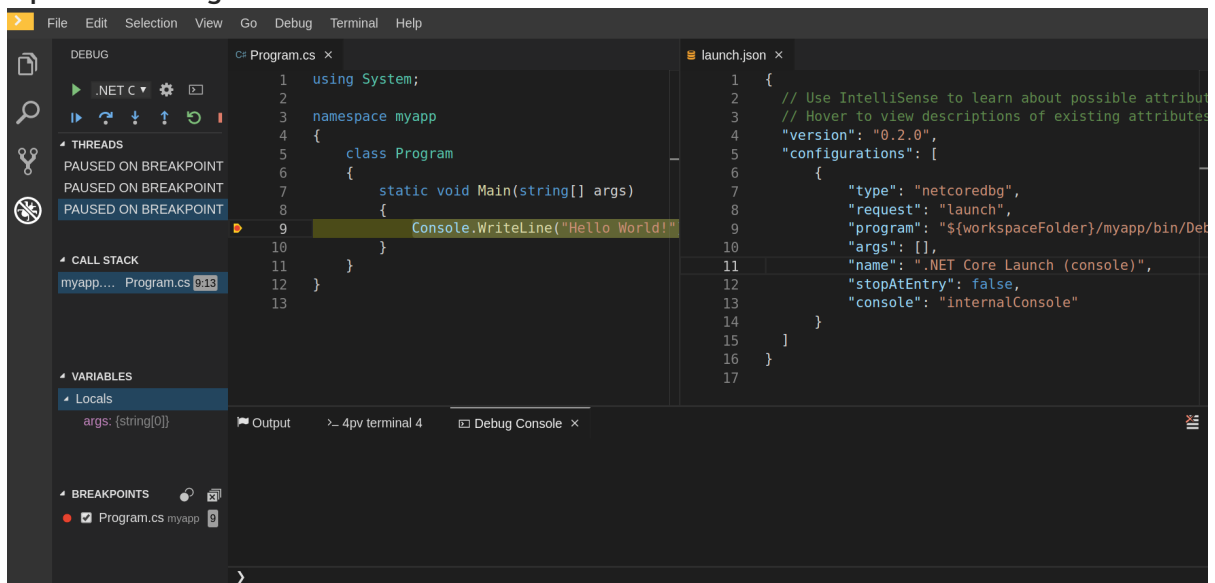 File Edit Selection View Go Debug Terminal Help
DEBUG
.NET C
THREADS
PAUSED ON BREAKPOINT
PAUSED ON BREAKPOINT
PAUSED ON BREAKPOINT
CALL STACK
myapp.... Program.cs 9:13
VARIABLES
Locals
args: {string[0]}
BREAKPOINTS
Program.cs myapp 9
C# Program.cs ×
1 using System;
2
3 namespace myapp
4 {
5     class Program
6     {
7         static void Main(string[] args)
8         {
9             Console.WriteLine("Hello World!"
10         }
11     }
12 }
13
launch.json ×
1 {
2   // Use IntelliSense to learn about possible attribut
3   // Hover to view descriptions of existing attributes
4   "version": "0.2.0",
5   "configurations": [
6       {
7           "type": "netcoredbg",
8           "request": "launch",
9           "program": "${workspaceFolder}/myapp/bin/Deb
10           "args": [],
11           "name": ".NET Core Launch (console)",
12           "stopAtEntry": false,
13           "console": "internalConsole"
14       }
15   ]
16 }
17
Output >_ 4pv terminal 4 Debug Console ×
❯